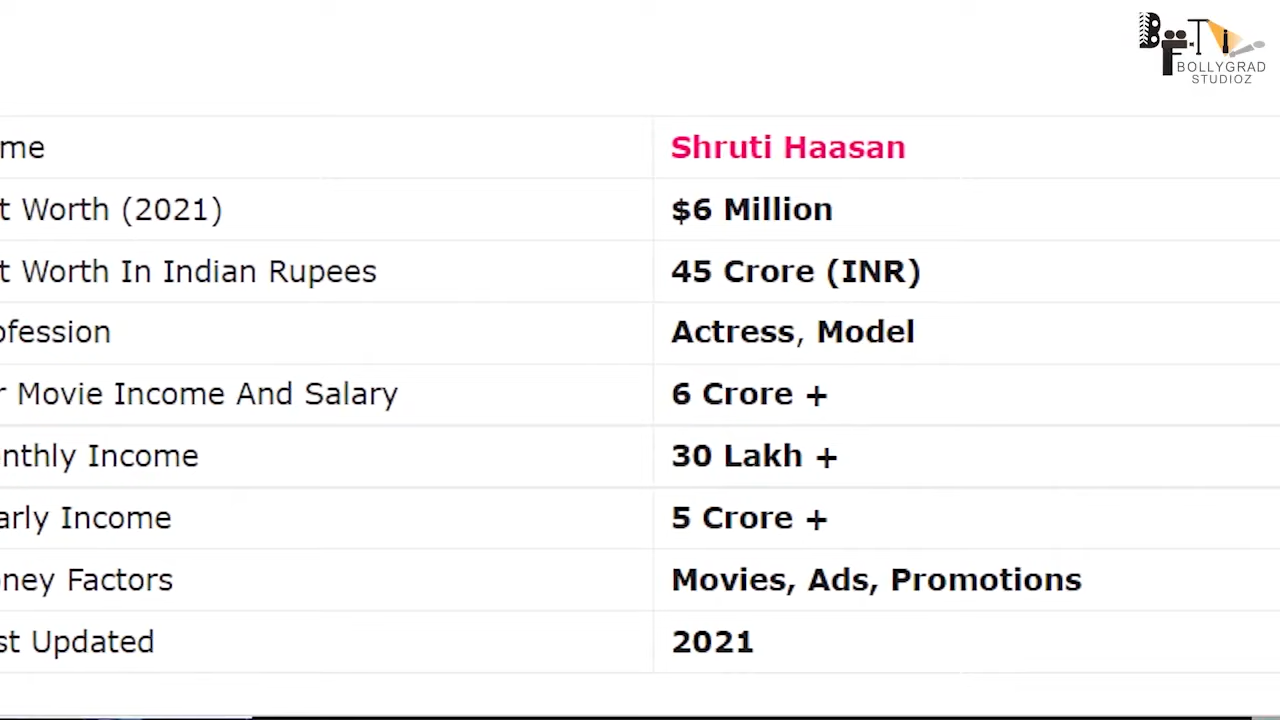 BOLLYGRAD
STUDIOZ
me Shruti Haasan
t Worth (2021) $6 Million
t Worth In Indian Rupees 45 Crore (INR)
ofession Actress, Model
r Movie Income And Salary 6 Crore +
onthly Income 30 Lakh +
arly Income 5 Crore +
oney Factors Movies, Ads, Promotions
st Updated 2021